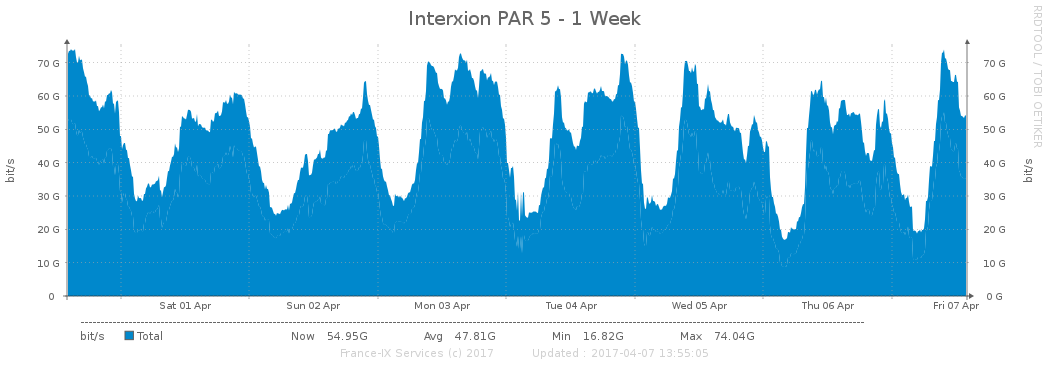 Interxion PAR 5 - 1 Week
RRDTOOL / TOBI OETIKER
bit/s
bit/s
70 G 70 G
60 G 60 G
50 G 50 G
40 G 40 G
30 G 30 G
20 G 20 G
10 G 10 G
0 0 G
Sat 01 Apr Sun 02 Apr Mon 03 Apr Tue 04 Apr Wed 05 Apr Thu 06 Apr Fri 07 Apr
bit/s Total Now 54.95G Avg 47.81G Min 16.82G Max 74.04G
France-IX Services (c) 2017 Updated : 2017-04-07 13:55:05